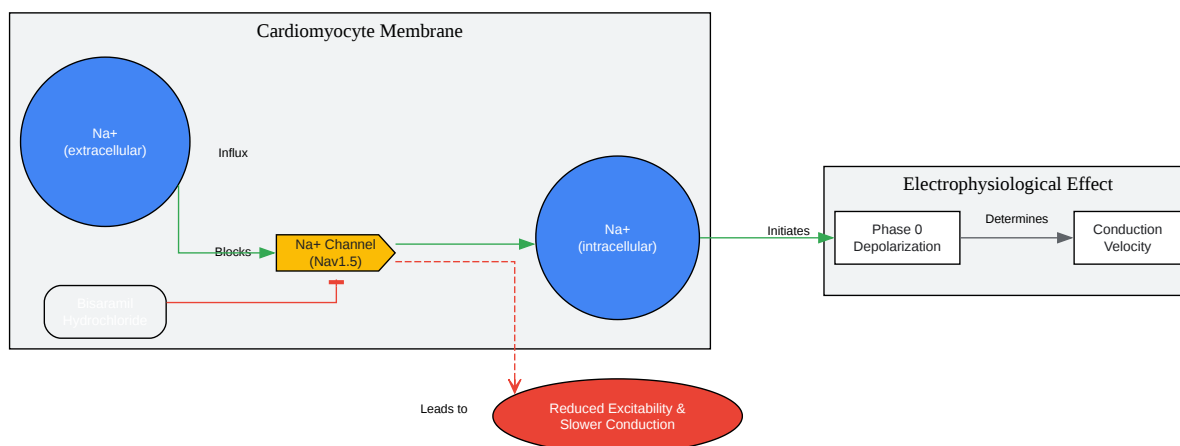 Cardiomyocyte Membrane
Na+
(extracellular)
Influx
Blocks
Na+ Channel
(Nav1.5)
Bisaramil
Hydrochloride
Na+
(intracellular)
Initiates
Electrophysiological Effect
Phase 0
Depolarization
Determines
Conduction
Velocity
Leads to
Reduced Excitability &
Slower Conduction